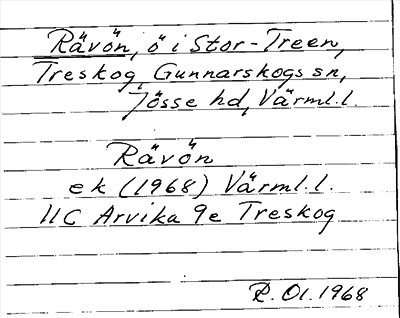 Rävön, ö i Stor-Treen,
Treskog, Gunnarskogs sn,
Jösse hd, Värml. l.
Rävön
ek (1968) Värml. l.
11C Arvika 9e Treskog
R. Ol. 1968